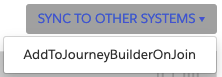 SYNC TO OTHER SYSTEMS
AddToJourneyBuilderOnJoin